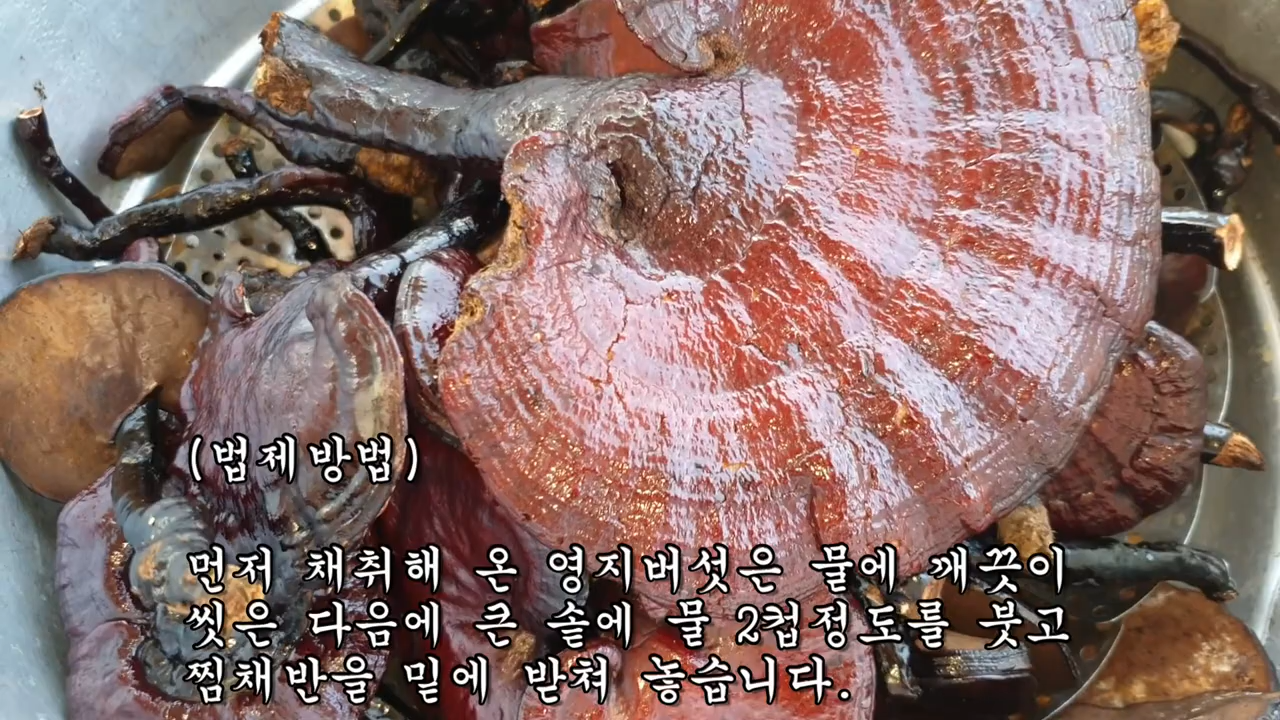 (법제방법)
먼저 채취해 온 영지버섯은 물에 깨끗이
씻은 다음에 큰 솥에 물 2컵정도를 붓고
찜채반을 밑에 받쳐 놓습니다.